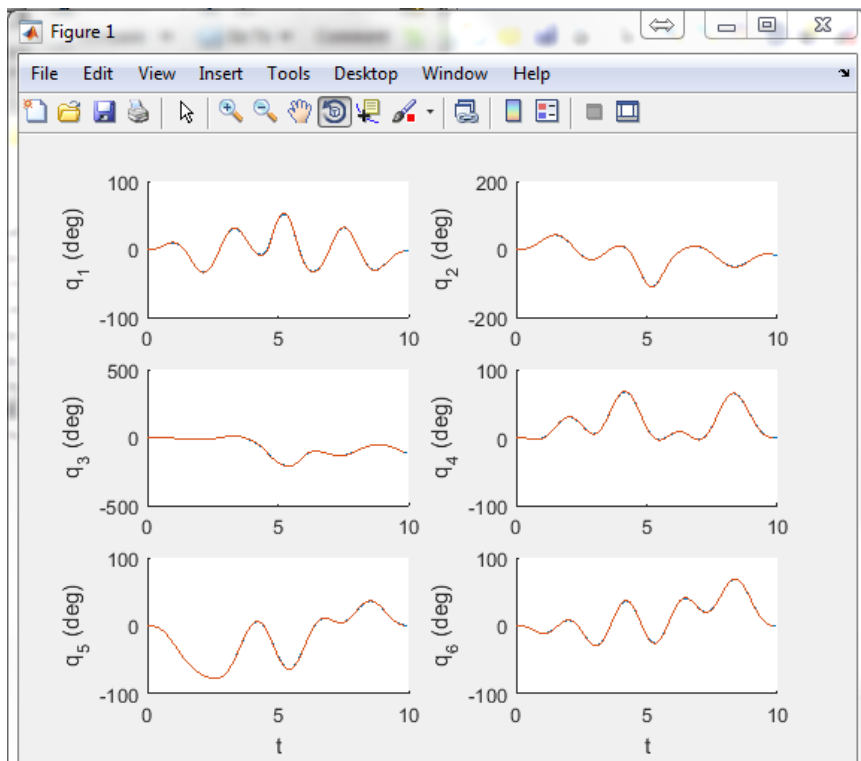 Figure 1
File Edit View Insert Tools Desktop Window Help
100
0
-100
0 5 10
q1 (deg)
200
0
-200
0 5 10
q2 (deg)
500
0
-500
0 5 10
q3 (deg)
100
0
-100
0 5 10
q4 (deg)
100
0
-100
0 5 10
q5 (deg)
t
100
0
-100
0 5 10
q6 (deg)
t